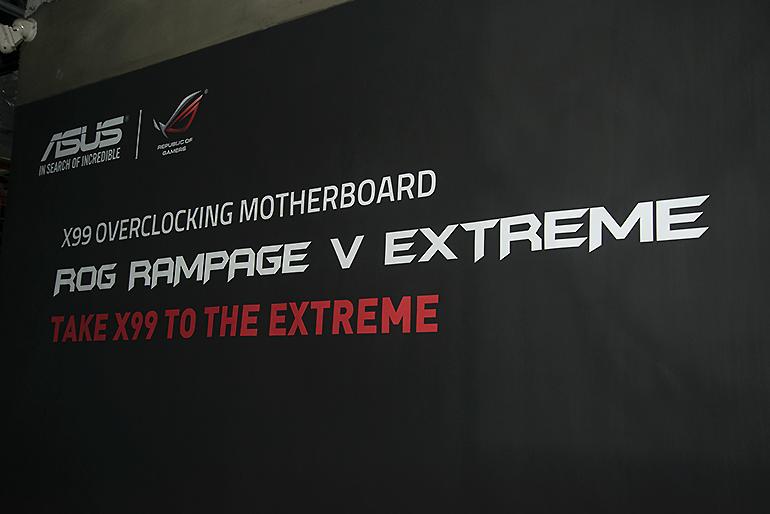 ASUS
IN SEARCH OF INCREDIBLE
REPUBLIC OF
GAMERS
X99 OVERCLOCKING MOTHERBOARD
ROG RAMPAGE V EXTREME
TAKE X99 TO THE EXTREME